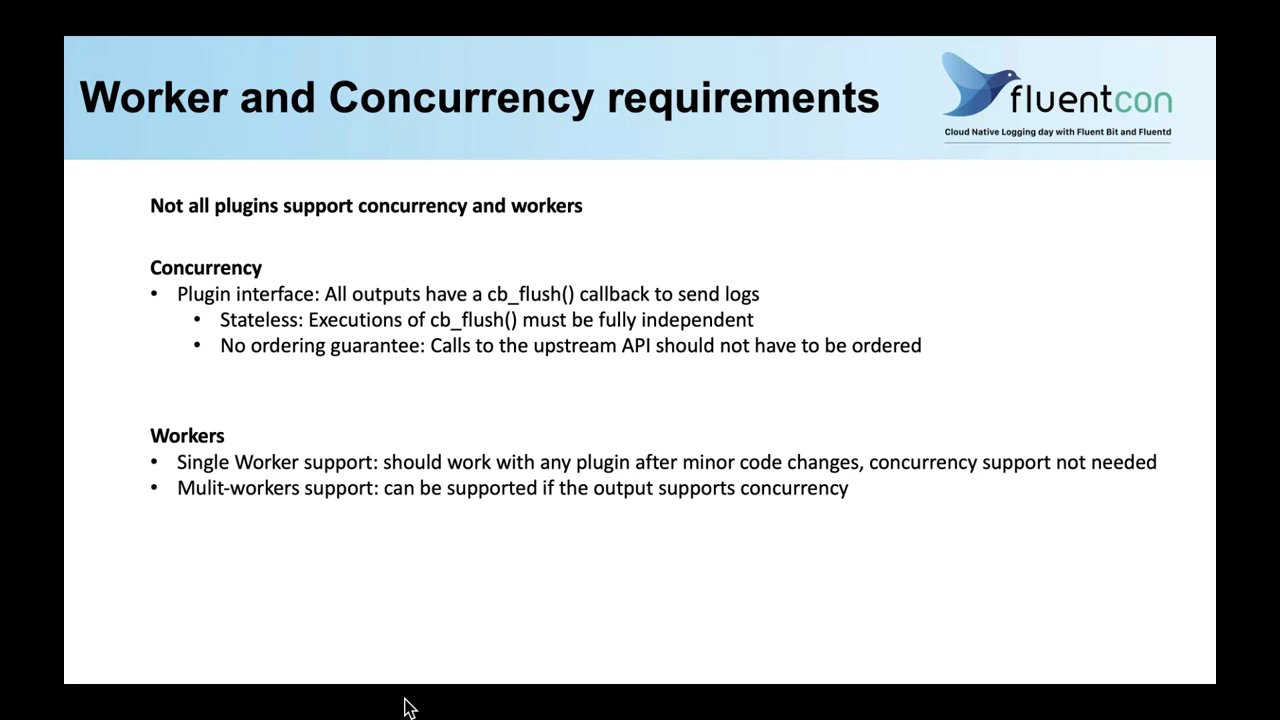 Worker and Concurrency requirements
fluentcon
Cloud Native Logging day with Fluent Bit and Fluentd
Not all plugins support concurrency and workers
Concurrency
• Plugin interface: All outputs have a cb_flush() callback to send logs
• Stateless: Executions of cb_flush() must be fully independent
• No ordering guarantee: Calls to the upstream API should not have to be ordered
Workers
• Single Worker support: should work with any plugin after minor code changes, concurrency support not needed
• Mulit-workers support: can be supported if the output supports concurrency